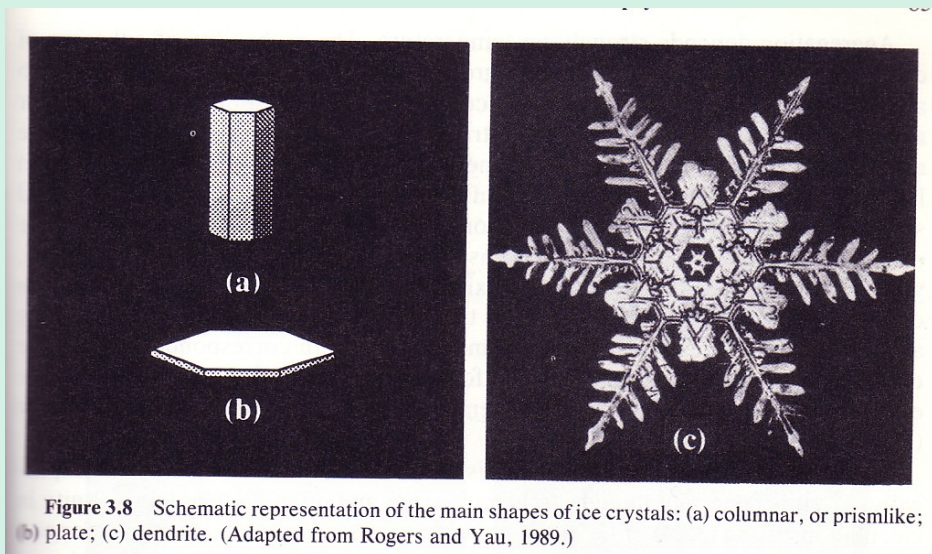 (a)
(b)
(c)
Figure 3.8 Schematic representation of the main shapes of ice crystals: (a) columnar, or prismlike;
(b) plate; (c) dendrite. (Adapted from Rogers and Yau, 1989.)